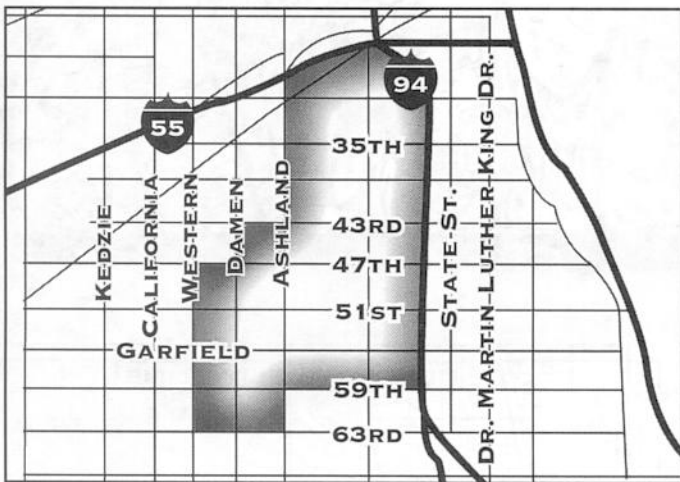 94
55
35TH
KEDZIE
CALIFORNIA
WESTERN
DAMEN
ASHLAND
43RD
47TH
51ST
STATE ST.
DR. MARTIN LUTHER KING DR.
GARFIELD
59TH
63RD